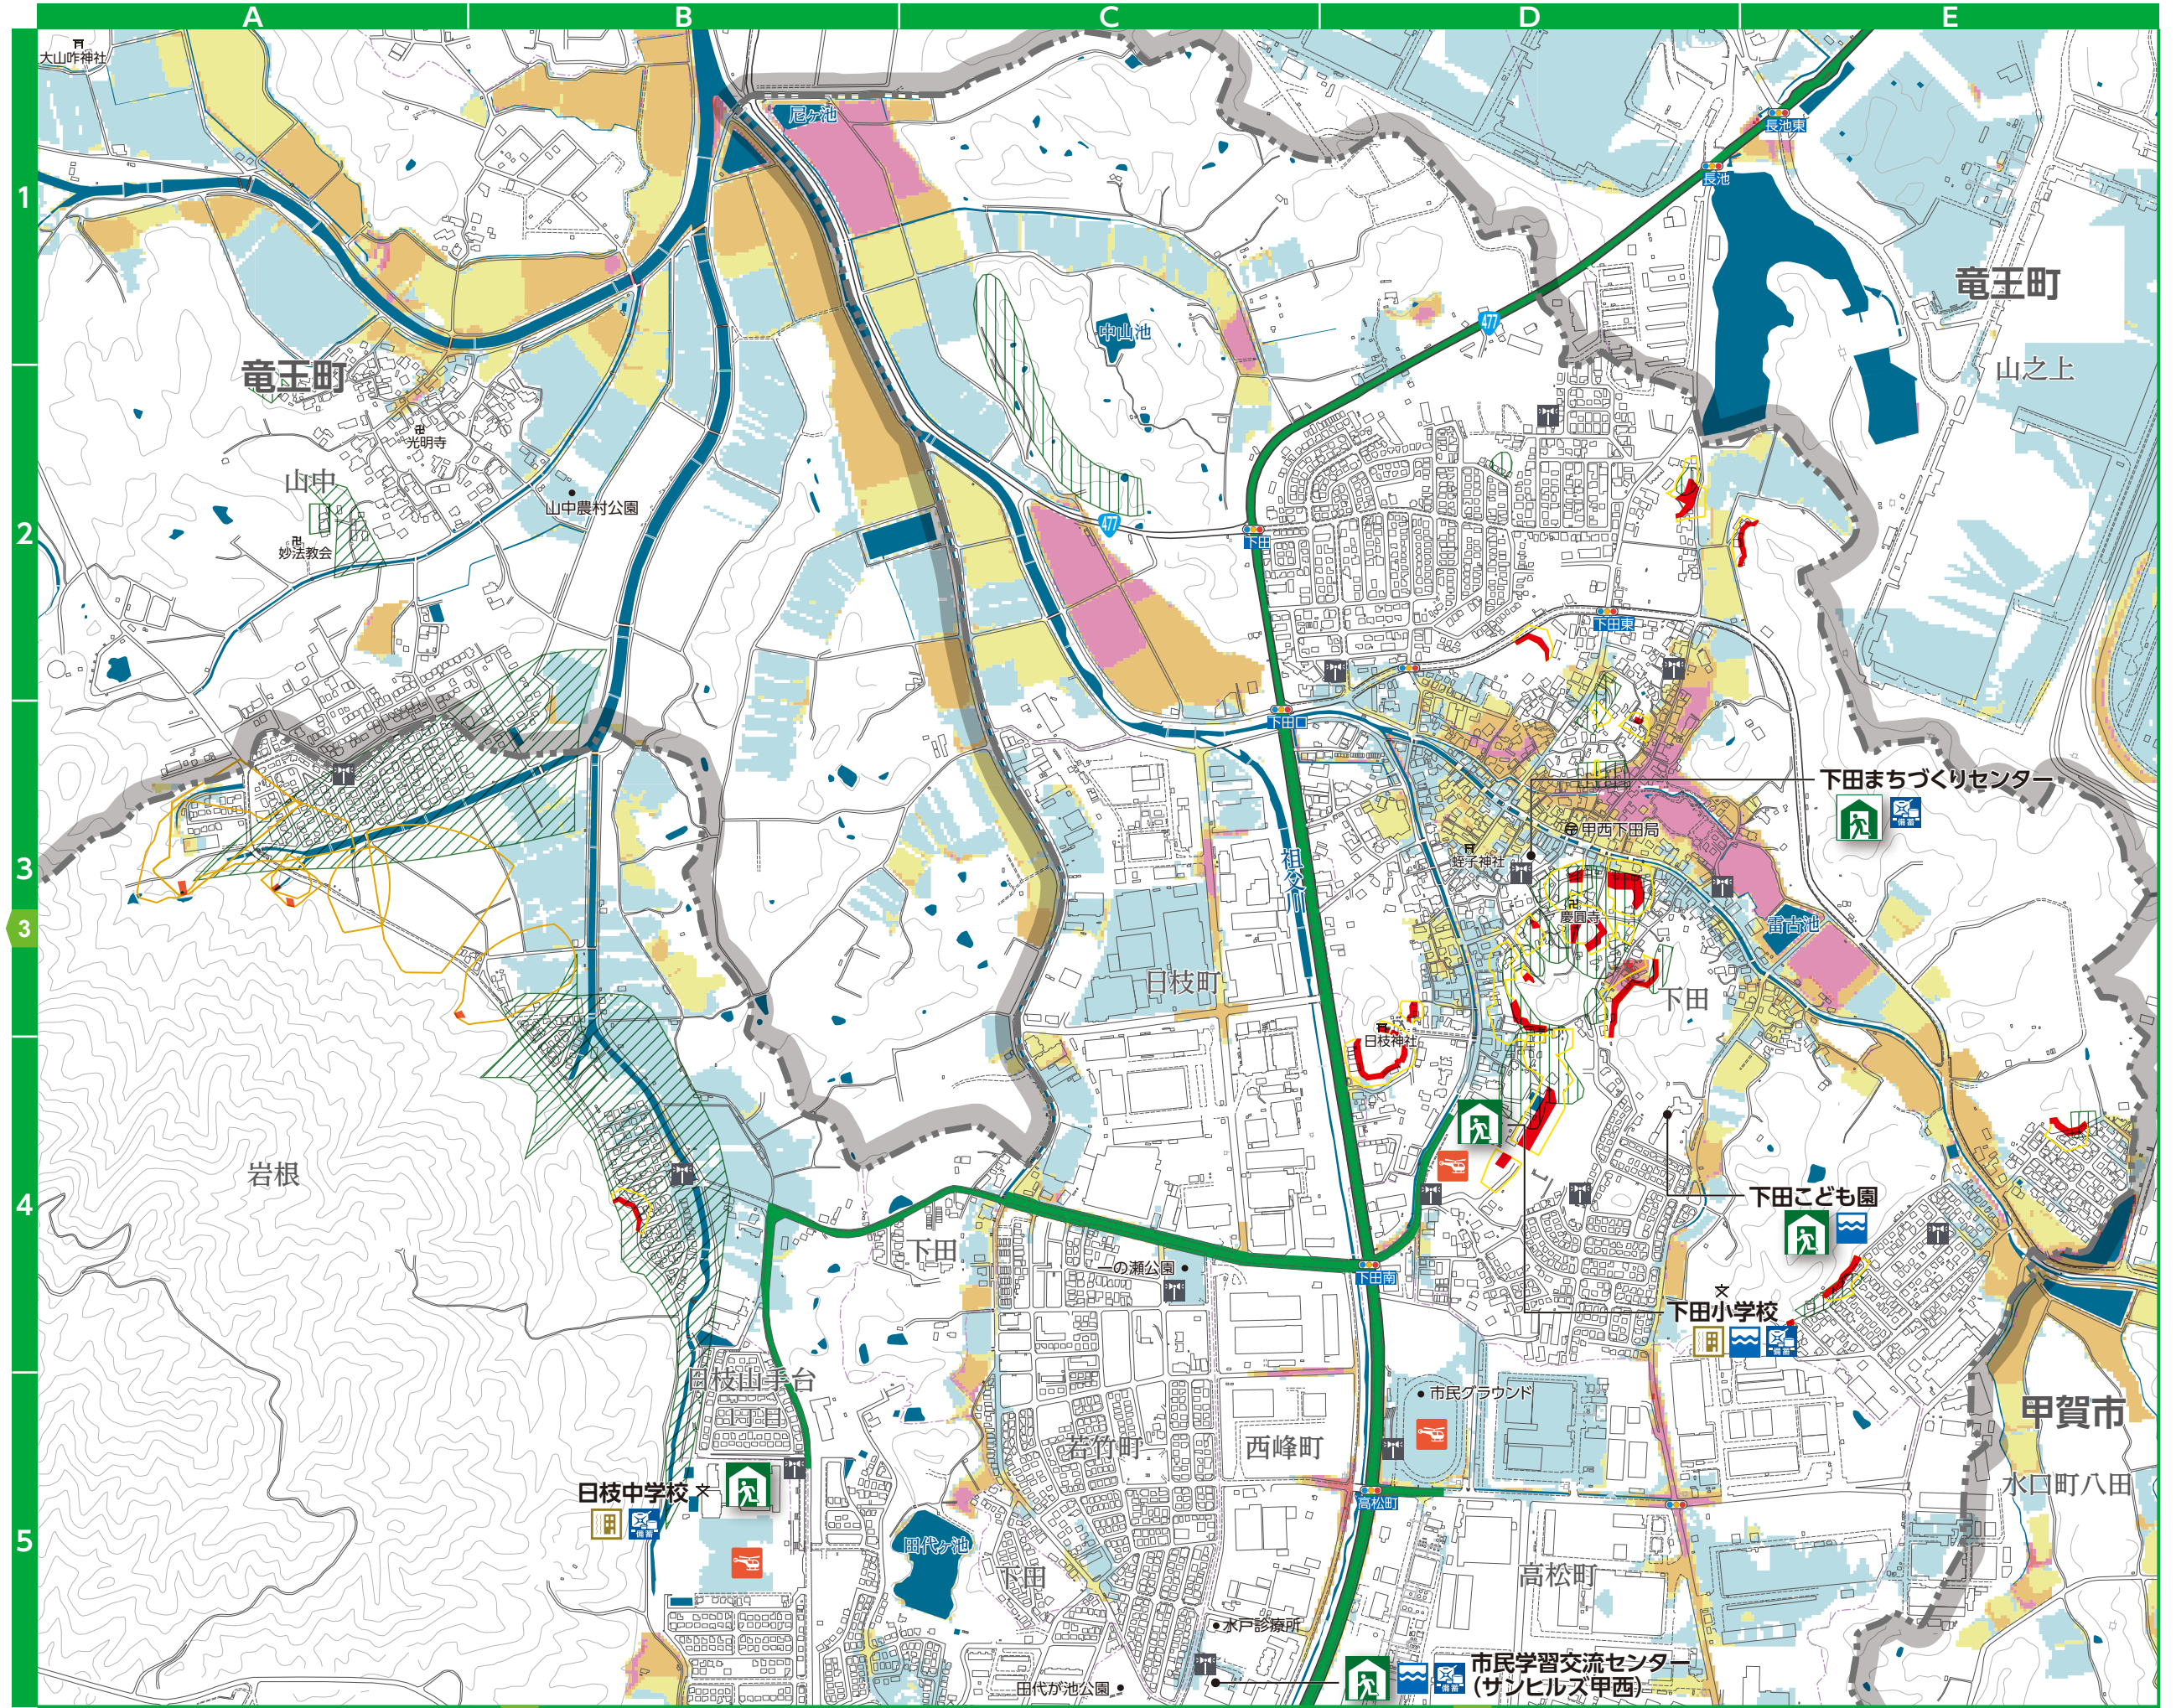 A
B
C
D
E
1
2
3
3
4
5
大山咋神社
尼ヶ池
長池東
長池
竜王町
山之上
477
中山池
竜王町
光明寺
山中
山中農村公園
妙法教会
477
下田
下田東
下田口
下田まちづくりセンター
備蓄
甲西下田局
蛭子神社
祖父川
慶圓寺
雷古池
日枝町
下田
日枝神社
岩根
下田こども園
下田
一の瀬公園
下田南
下田小学校
備蓄
日枝山手台
市民グラウンド
甲賀市
若竹町
西峰町
水口町八田
日枝中学校
備蓄
高松町
田代ヶ池
下田
高松町
水戸診療所
市民学習交流センター
(サンヒルズ甲西)
備蓄
田代が池公園